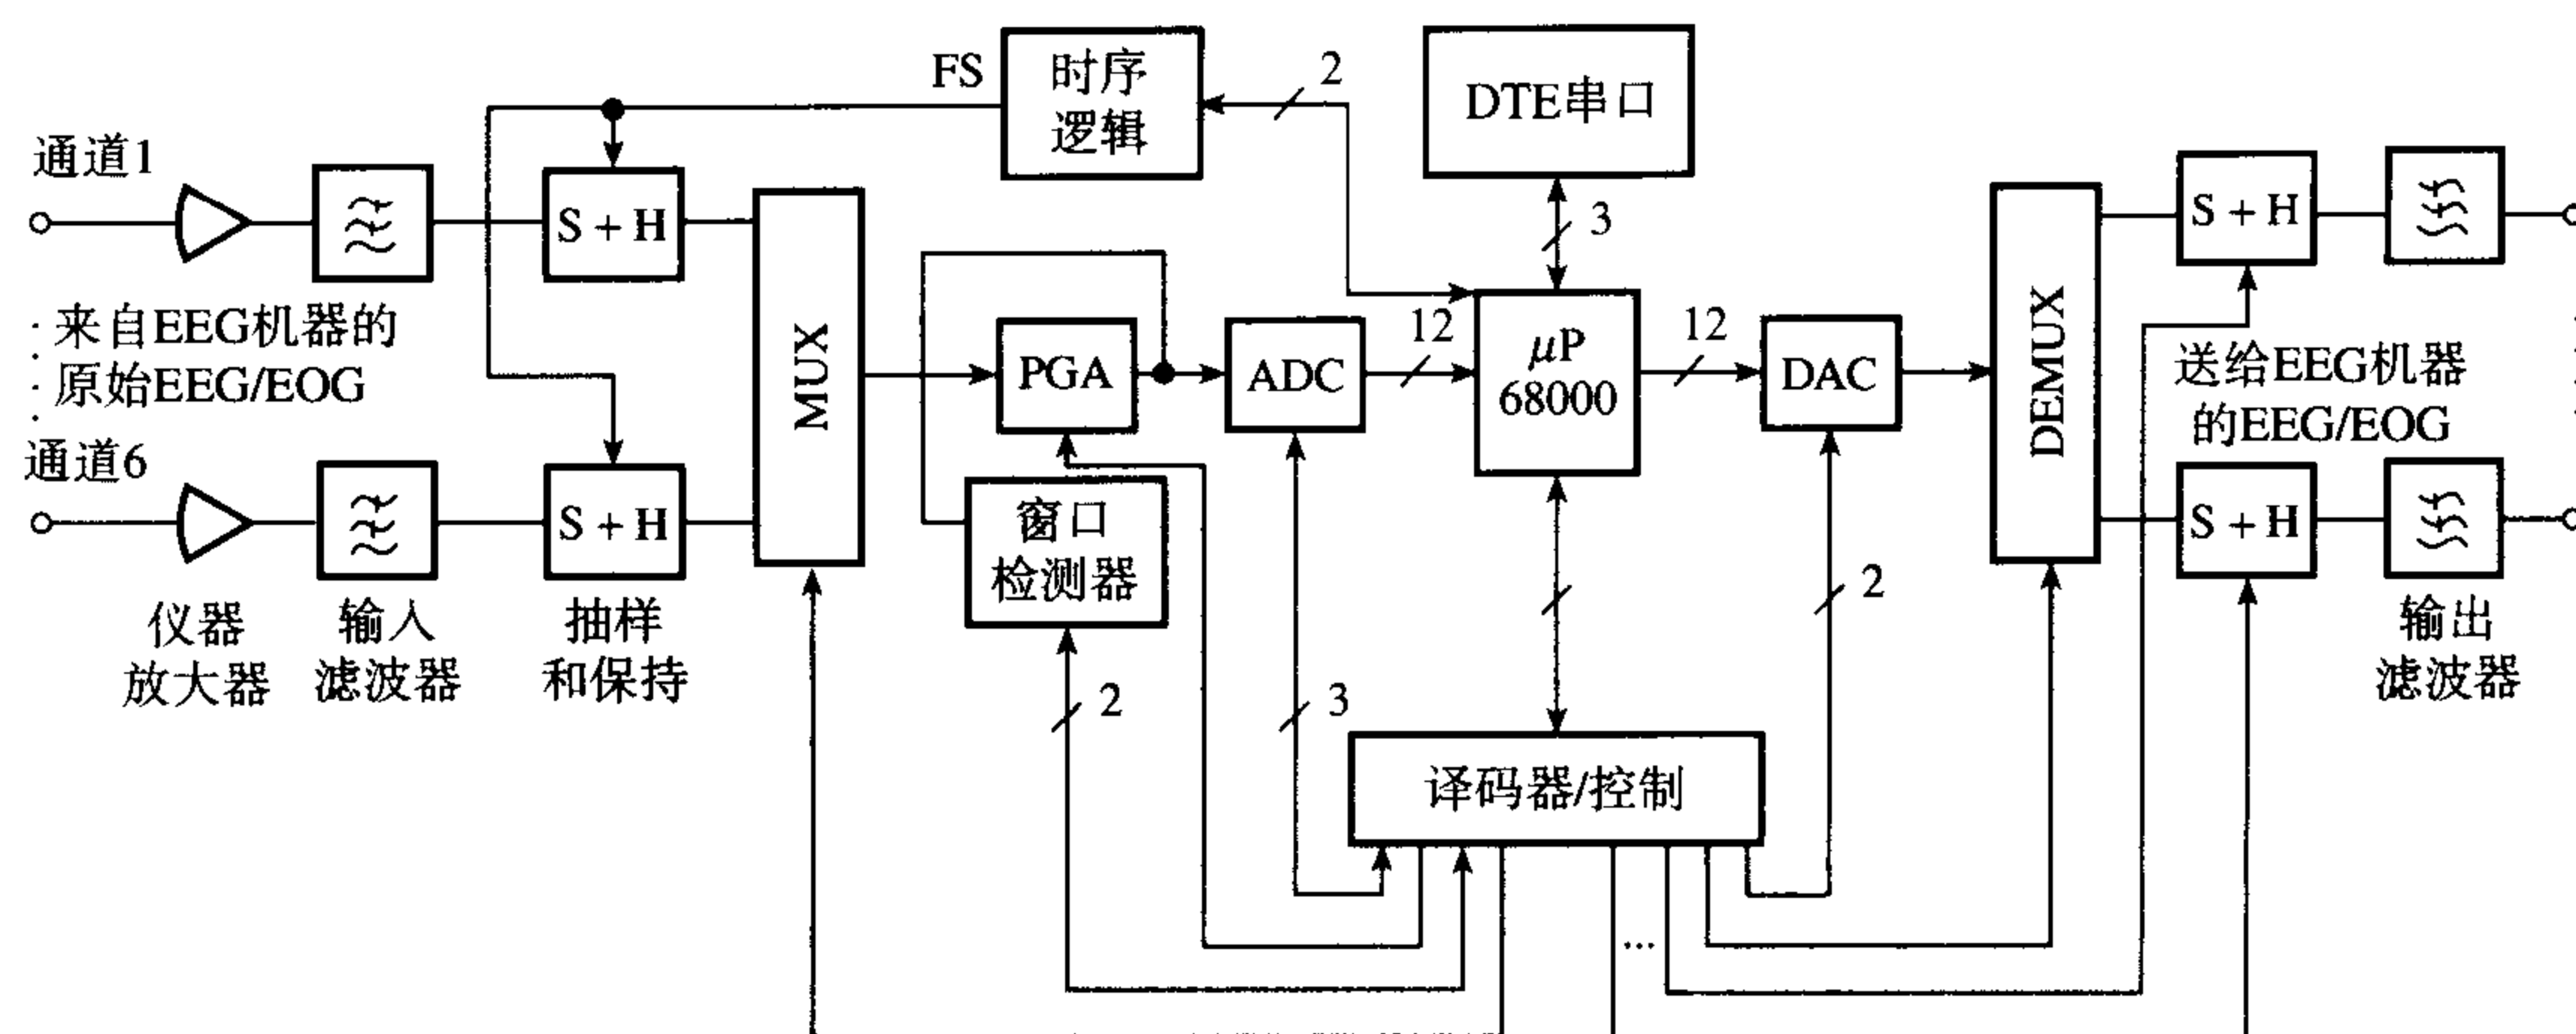 FS
时序
逻辑
2
DTE串口
3
通道1
S + H
MUX
PGA
ADC
12
μP
68000
12
DAC
DEMUX
S + H
来自EEG机器的
原始EEG/EOG
送给EEG机器
的EEG/EOG
通道6
S + H
窗口
检测器
S + H
仪器
放大器
输入
滤波器
抽样
和保持
2
3
2
输出
滤波器
译码器/控制
...